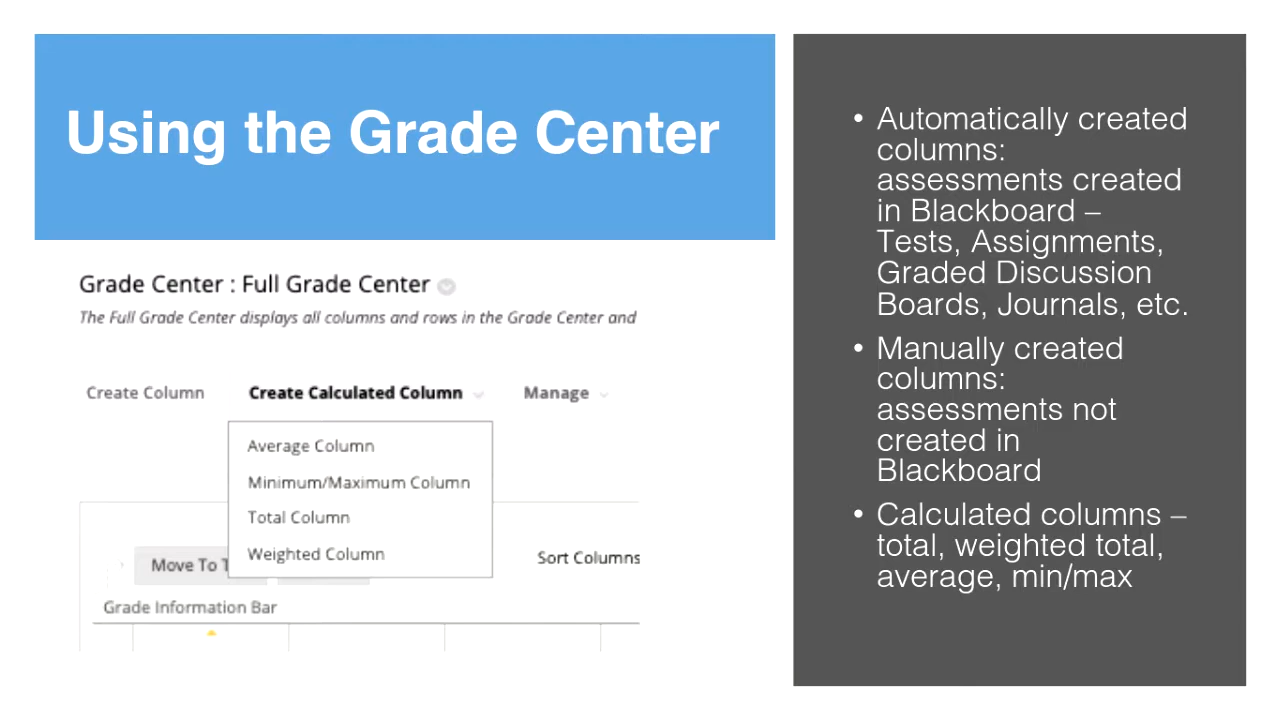 Using the Grade Center
Grade Center : Full Grade Center
The Full Grade Center displays all columns and rows in the Grade Center and
Create Column Create Calculated Column Manage
Average Column
Minimum/Maximum Column
Total Column
Weighted Column
Move To T Sort Columns
Grade Information Bar
• Automatically created
columns:
assessments created
in Blackboard –
Tests, Assignments,
Graded Discussion
Boards, Journals, etc.
• Manually created
columns:
assessments not
created in
Blackboard
• Calculated columns –
total, weighted total,
average, min/max